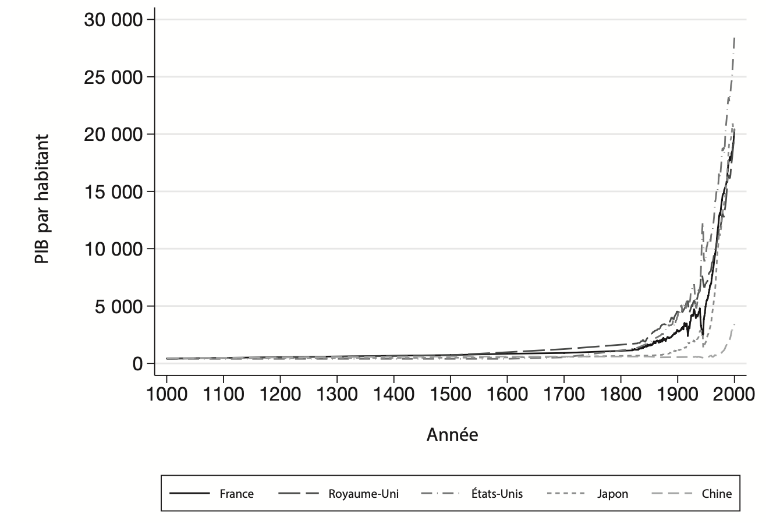 30 000
25 000
20 000
15 000
10 000
5 000
0
PIB par habitant
1000 1100 1200 1300 1400 1500 1600 1700 1800 1900 2000
Année
France Royaume-Uni États-Unis Japon Chine